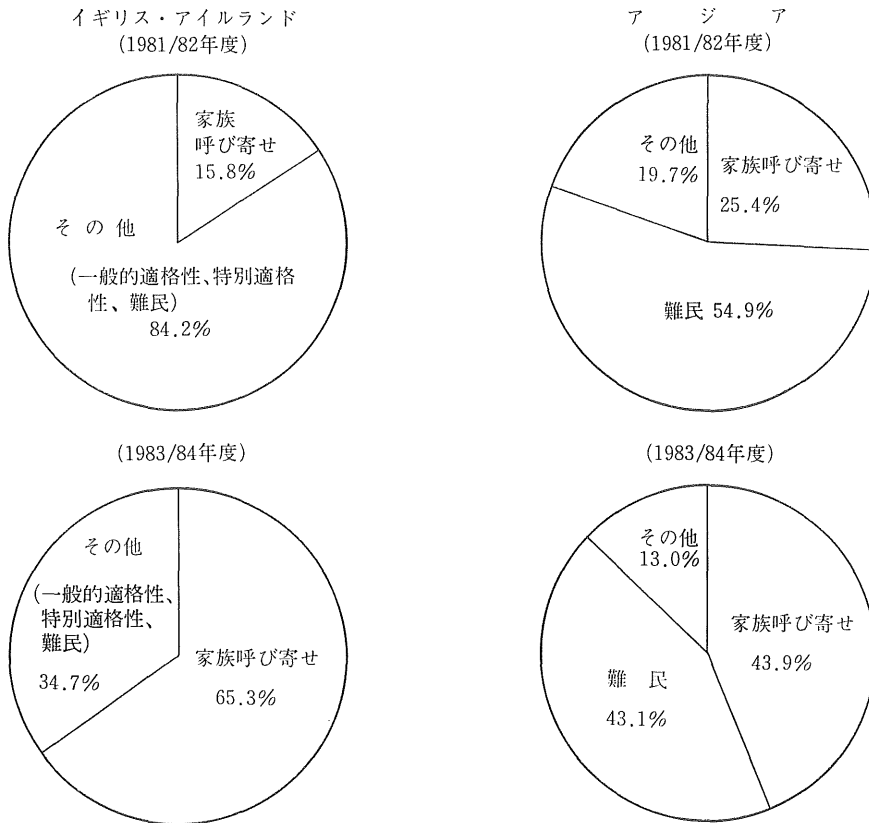 イギリス・アイルランド
(1981/82年度)
家族
呼び寄せ
15.8%
その他
(一般的適格性、特別適格
性、難民)
84.2%
アジア
(1981/82年度)
その他
19.7%
家族呼び寄せ
25.4%
難民 54.9%
(1983/84年度)
その他
(一般的適格性、
特別適格性、
難民)
34.7%
家族呼び寄せ
65.3%
(1983/84年度)
その他
13.0%
家族呼び寄せ
43.9%
難民
43.1%